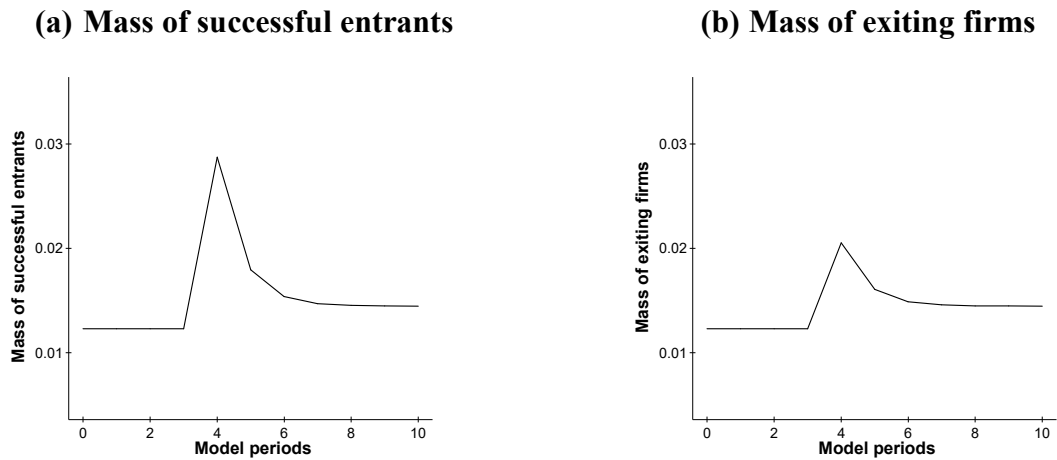 (a) Mass of successful entrants
Mass of successful entrants
0.03
0.02
0.01
0 2 4 6 8 10
Model periods
(b) Mass of exiting firms
Mass of exiting firms
0.03
0.02
0.01
0 2 4 6 8 10
Model periods